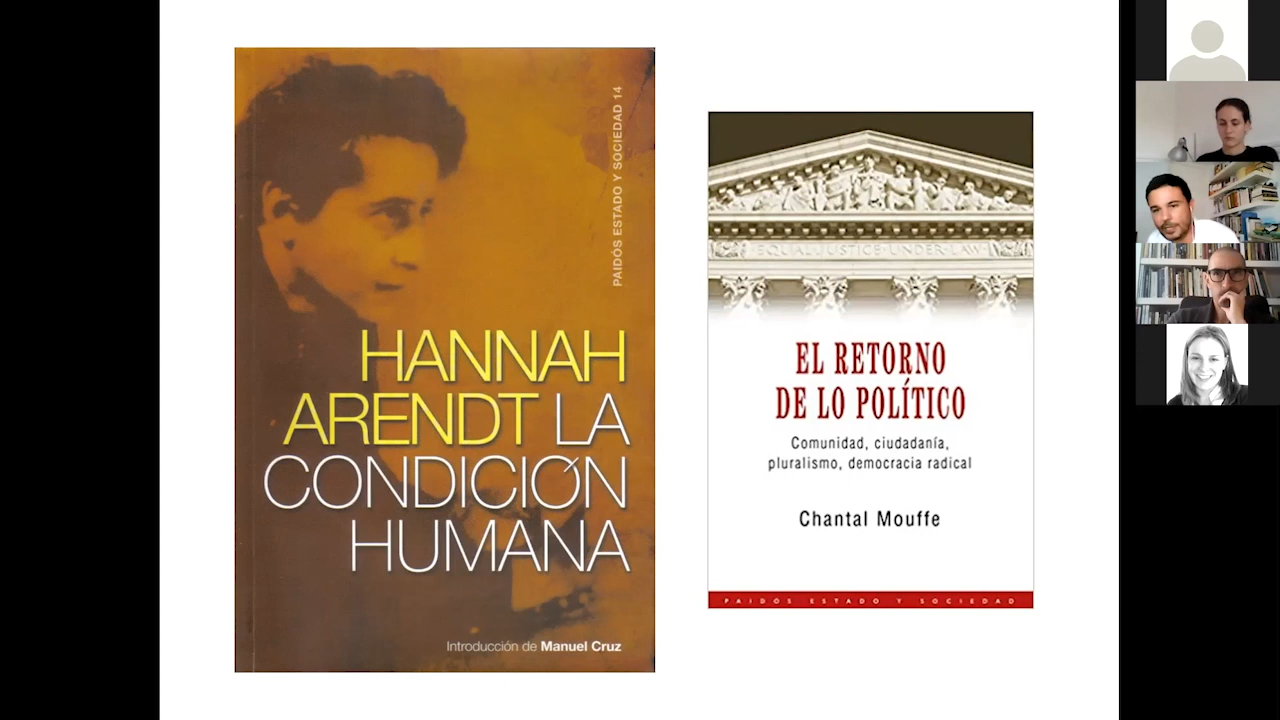 PAIDÓS ESTADO Y SOCIEDAD 14
HANNAH
ARENDT LA
CONDICIÓN
HUMANA
Introducción de Manuel Cruz
EQUAL JUSTICE UNDER LAW
EL RETORNO
DE LO POLÍTICO
Comunidad, ciudadanía,
pluralismo, democracia radical
Chantal Mouffe
PAIDÓS ESTADO Y SOCIEDAD